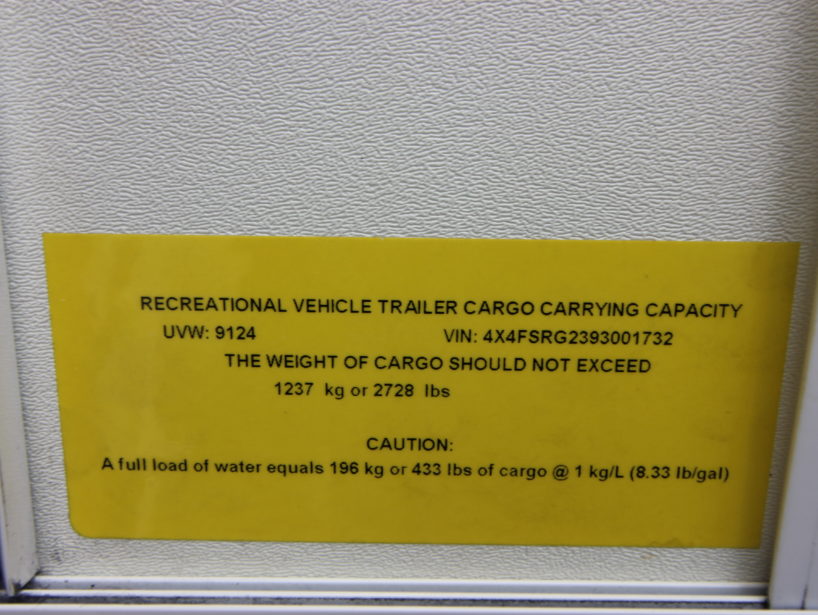 RECREATIONAL VEHICLE TRAILER CARGO CARRYING CAPACITY
UVW: 9124 VIN: 4X4FSRG2393001732
THE WEIGHT OF CARGO SHOULD NOT EXCEED
1237 kg or 2728 lbs
CAUTION:
A full load of water equals 196 kg or 433 lbs of cargo @ 1 kg/L (8.33 lb/gal)